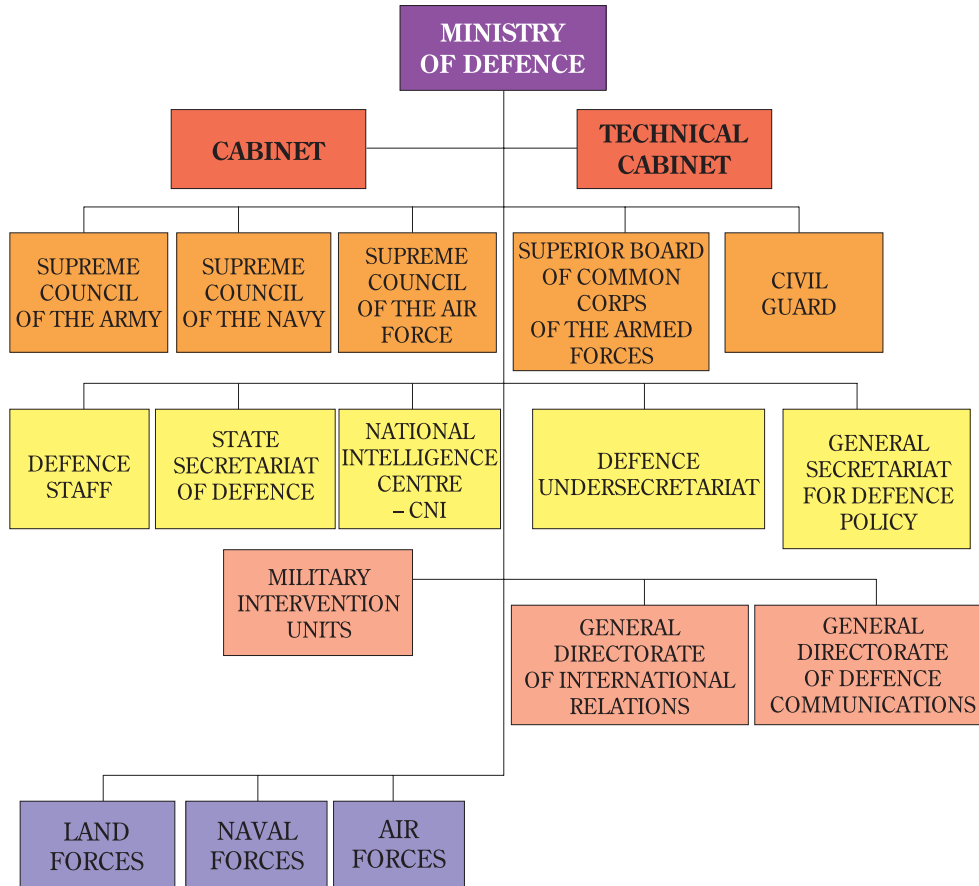 MINISTRY
OF DEFENCE
CABINET
TECHNICAL
CABINET
SUPREME
COUNCIL
OF THE ARMY
SUPREME
COUNCIL
OF THE NAVY
SUPREME
COUNCIL
OF THE AIR
FORCE
SUPERIOR BOARD
OF COMMON
CORPS
OF THE ARMED
FORCES
CIVIL
GUARD
DEFENCE
STAFF
STATE
SECRETARIAT
OF DEFENCE
NATIONAL
INTELLIGENCE
CENTRE
– CNI
DEFENCE
UNDERSECRETARIAT
GENERAL
SECRETARIAT
FOR DEFENCE
POLICY
MILITARY
INTERVENTION
UNITS
GENERAL
DIRECTORATE
OF INTERNATIONAL
RELATIONS
GENERAL
DIRECTORATE
OF DEFENCE
COMMUNICATIONS
LAND
FORCES
NAVAL
FORCES
AIR
FORCES